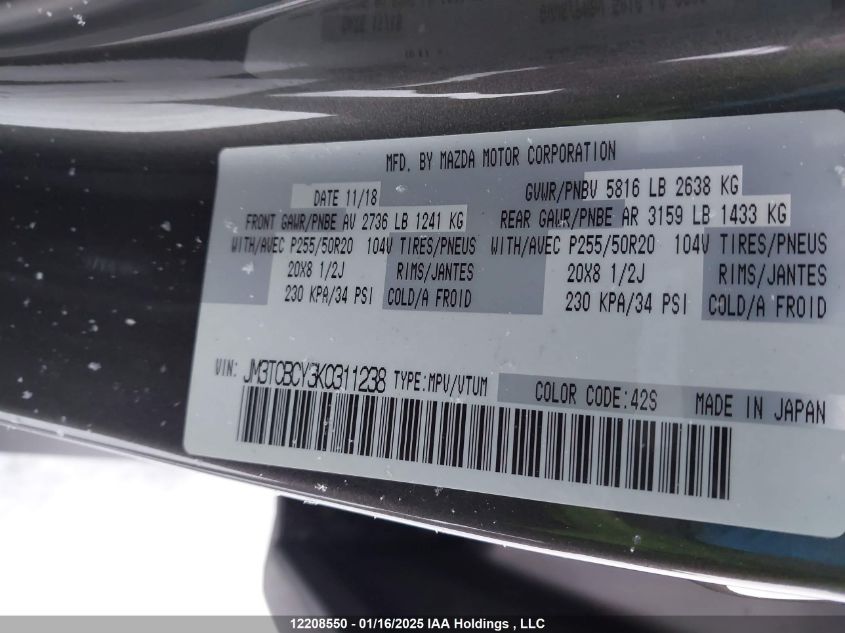 MFD. BY MAZDA MOTOR CORPORATION
DATE 11/18 GVWR/PNBV 5816 LB 2638 KG
FRONT GAWR/PNBE AV 2736 LB 1241 KG REAR GAWR/PNBE AR 3159 LB 1433 KG
WITH/AVEC P255/50R20 104V TIRES/PNEUS WITH/AVEC P255/50R20 104V TIRES/PNEUS
20X8 1/2J RIMS/JANTES 20X8 1/2J RIMS/JANTES
230 KPA/34 PSI COLD/A FROID 230 KPA/34 PSI COLD/A FROID
VIN: JM3TCBCY3K0311238 TYPE:MPV/VTUM COLOR CODE:42S MADE IN JAPAN
12208550 - 01/16/2025 IAA Holdings , LLC